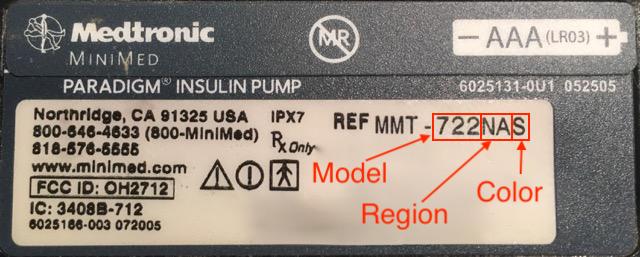 Medtronic
MINIMED
MR
AAA (LR03)
PARADIGM® INSULIN PUMP
6025131-0U1 052505
Northridge, CA 91325 USA
800-646-4633 (800-MiniMed)
818-576-5555
www.minimed.com
FCC ID: OH2712
IC: 3408B-712
6025166-003 072005
IPX7
Rx Only
REF MMT-722NAS
Model
Region
Color